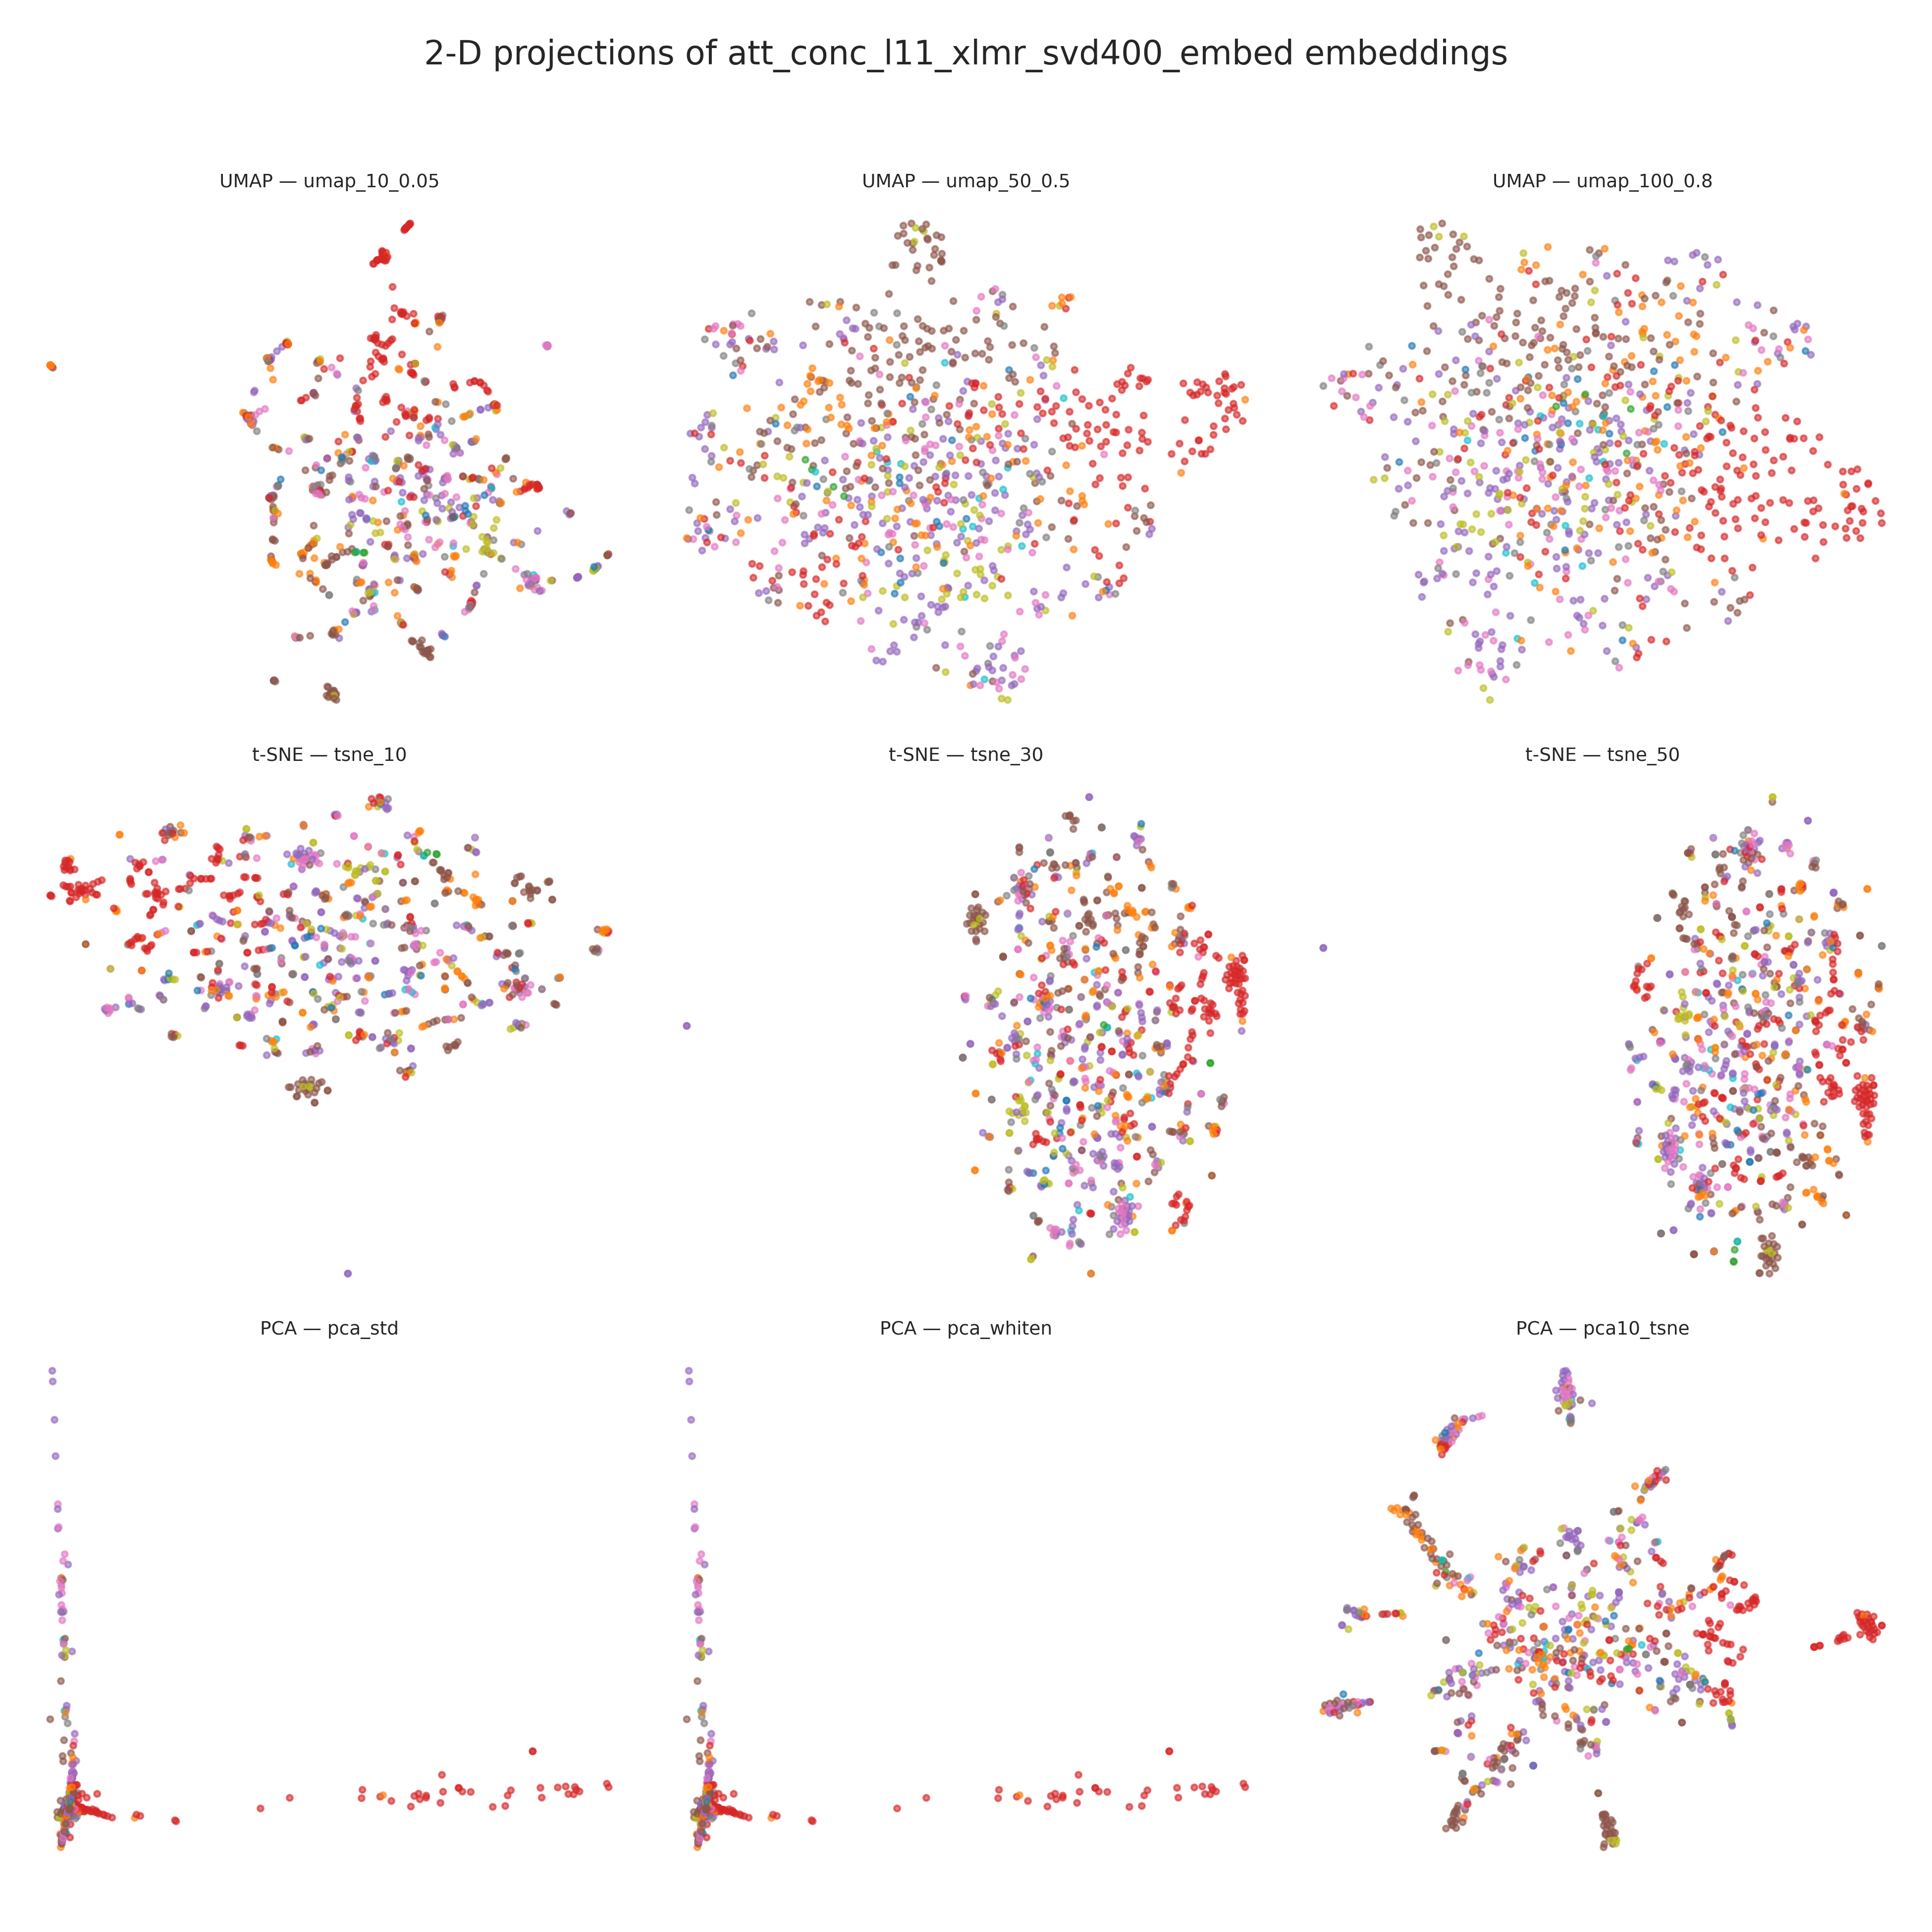 2-D projections of att_conc_l11_xlmr_svd400_embed embeddings
UMAP — umap_10_0.05
UMAP — umap_50_0.5
UMAP — umap_100_0.8
t-SNE — tsne_10
t-SNE — tsne_30
t-SNE — tsne_50
PCA — pca_std
PCA — pca_whiten
PCA — pca10_tsne